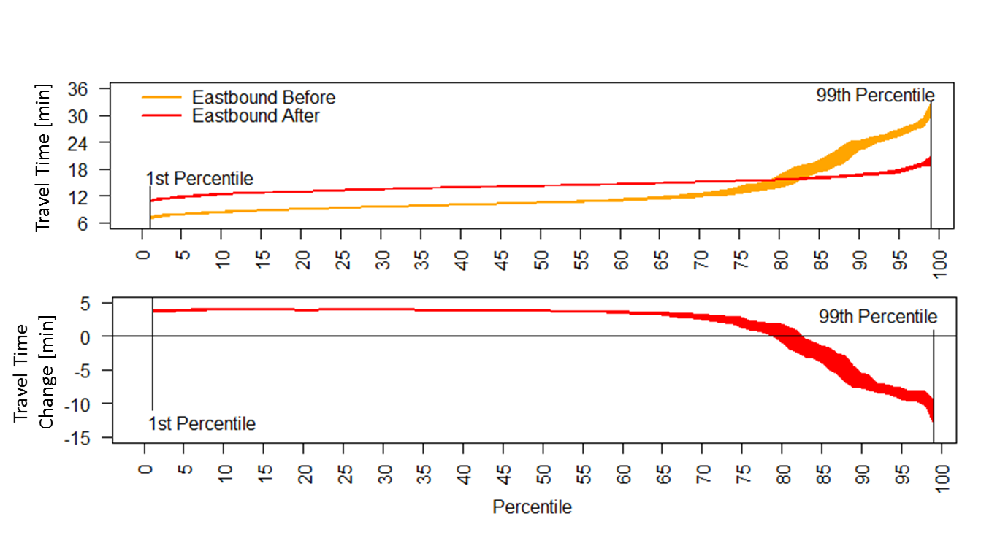 Travel Time [min]
36
30
24
18
12
6
Eastbound Before
Eastbound After
1st Percentile
99th Percentile
0 5 10 15 20 25 30 35 40 45 50 55 60 65 70 75 80 85 90 95 100
Travel Time
Change [min]
5
0
-5
-10
-15
99th Percentile
1st Percentile
0 5 10 15 20 25 30 35 40 45 50 55 60 65 70 75 80 85 90 95 100
Percentile